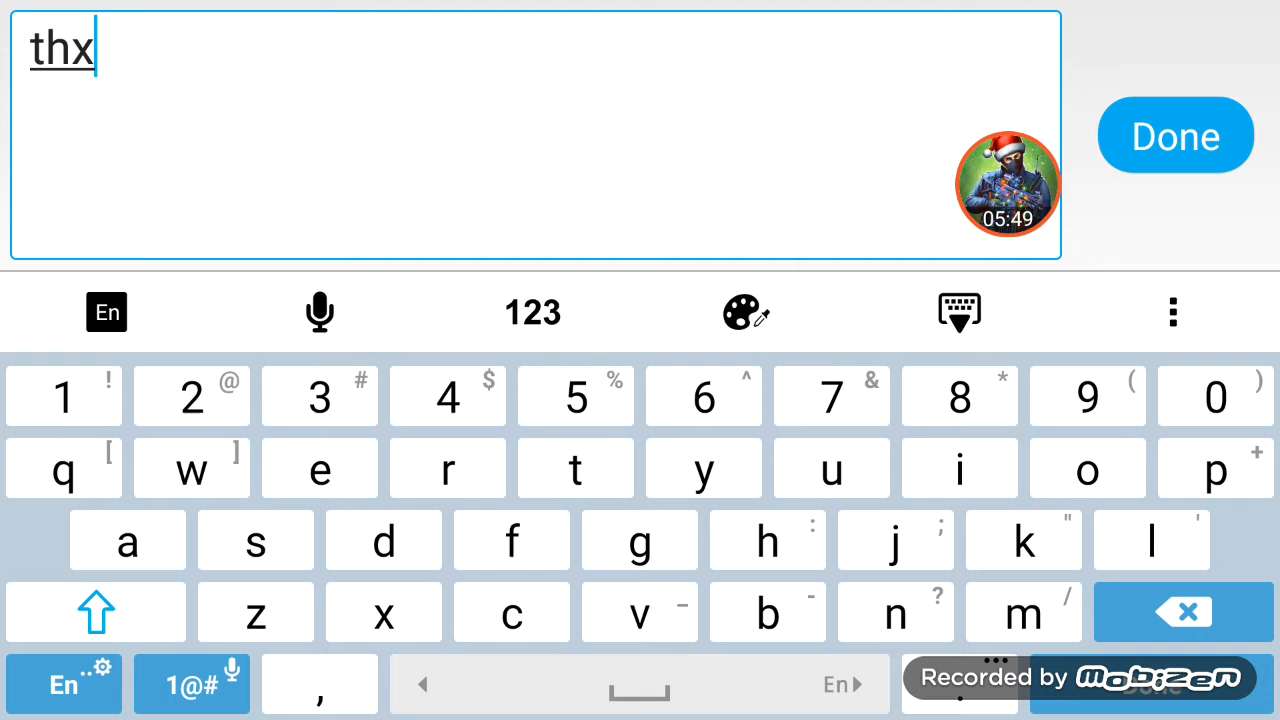 thx
Done
05:49
En 123
1 ! 2 @ 3 # 4 $ 5 % 6 ^ 7 & 8 * 9 ( 0 )
q [ w ] e r t y u i o p +
a s d f g h : j ; k " l '
z x c v _ b - n ? m /
En 1@# , En .
Recorded by mobizen
Done